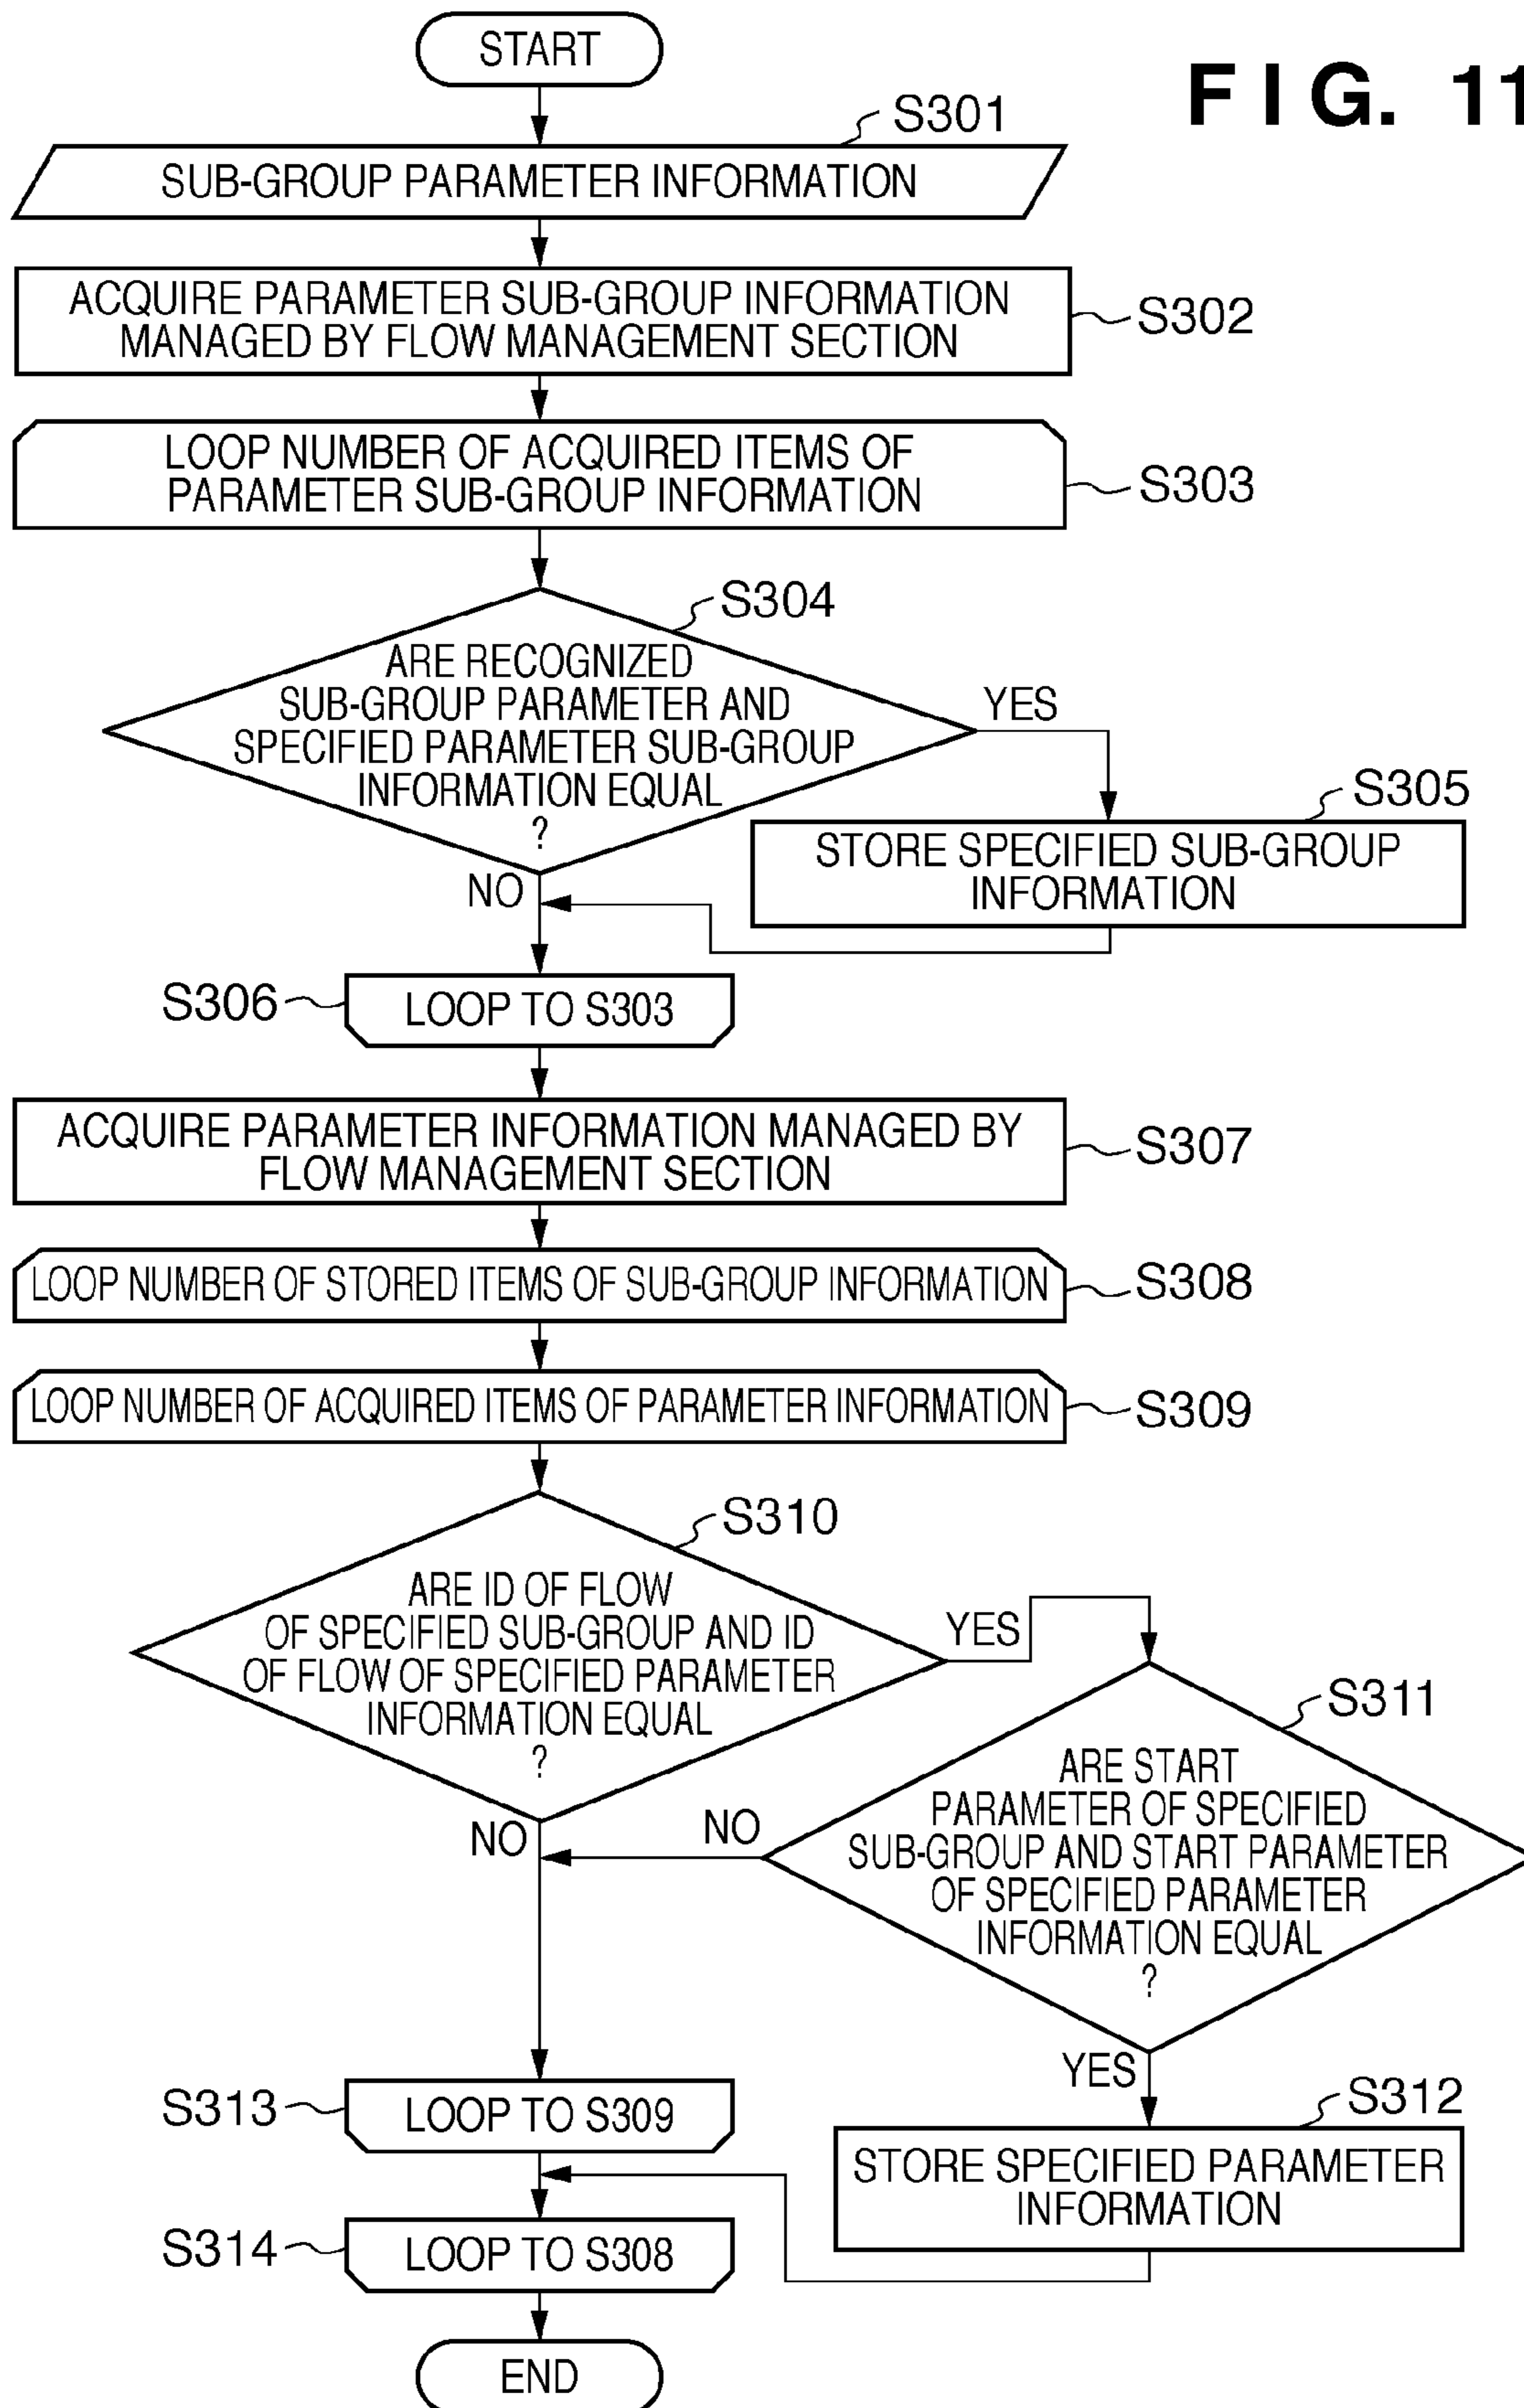 START
FIG. 11
S301
SUB-GROUP PARAMETER INFORMATION
ACQUIRE PARAMETER SUB-GROUP INFORMATION
MANAGED BY FLOW MANAGEMENT SECTION
S302
LOOP NUMBER OF ACQUIRED ITEMS OF
PARAMETER SUB-GROUP INFORMATION
S303
S304
ARE RECOGNIZED
SUB-GROUP PARAMETER AND
SPECIFIED PARAMETER SUB-GROUP
INFORMATION EQUAL
?
YES
S305
STORE SPECIFIED SUB-GROUP
INFORMATION
NO
S306
LOOP TO S303
ACQUIRE PARAMETER INFORMATION MANAGED BY
FLOW MANAGEMENT SECTION
S307
LOOP NUMBER OF STORED ITEMS OF SUB-GROUP INFORMATION
S308
LOOP NUMBER OF ACQUIRED ITEMS OF PARAMETER INFORMATION
S309
S310
ARE ID OF FLOW
OF SPECIFIED SUB-GROUP AND ID
OF FLOW OF SPECIFIED PARAMETER
INFORMATION EQUAL
?
YES
S311
ARE START
PARAMETER OF SPECIFIED
SUB-GROUP AND START PARAMETER
OF SPECIFIED PARAMETER
INFORMATION EQUAL
?
NO
NO
YES
S312
STORE SPECIFIED PARAMETER
INFORMATION
S313
LOOP TO S309
S314
LOOP TO S308
END